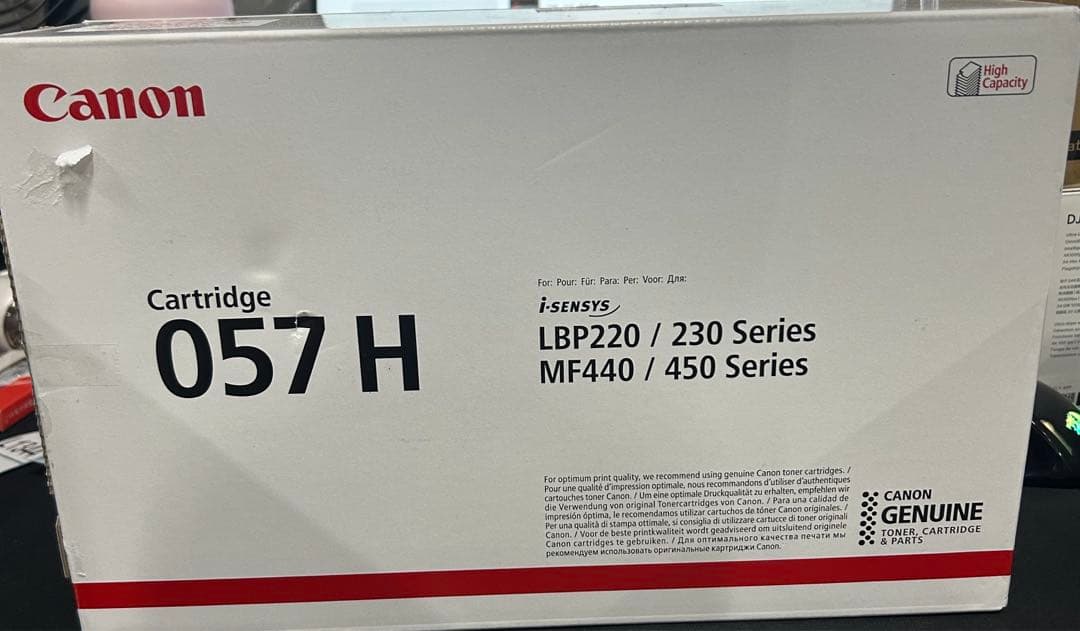 Canon
High
Capacity
Cartridge
057 H
For: Pour: Für: Para: Per: Voor: Для:
i-SENSYS
LBP220 / 230 Series
MF440 / 450 Series
For optimum print quality, we recommend using genuine Canon toner cartridges. /
Pour une qualité d'impression optimale, nous recommandons d'utiliser d'authentiques
cartouches toner Canon. / Um eine optimale Druckqualität zu erhalten, empfehlen wir
die Verwendung von original Tonercartridges von Canon. / Para una calidad de
impresión óptima, le recomendamos utilizar cartuchos de tóner Canon originales. /
Per una qualità di stampa ottimale, si consiglia di utilizzare cartucce di toner originali
Canon. / Voor de beste printkwaliteit wordt geadviseerd om uitsluitend originele
Canon cartridges te gebruiken. / Для оптимального качества печати мы
рекомендуем использовать оригинальные картриджи Canon.
CANON
GENUINE
TONER, CARTRIDGE
& PARTS
DJ